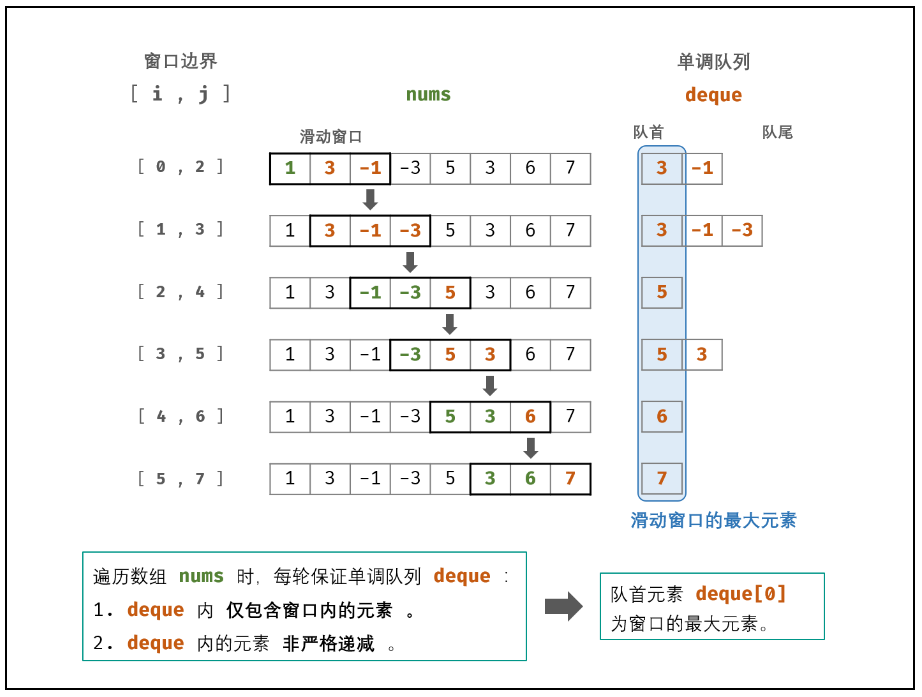 窗口边界 单调队列
[ i , j ] nums deque
滑动窗口 队首 队尾
[ 0 , 2 ] 1 3 -1 -3 5 3 6 7 3 -1
[ 1 , 3 ] 1 3 -1 -3 5 3 6 7 3 -1 -3
[ 2 , 4 ] 1 3 -1 -3 5 3 6 7 5
[ 3 , 5 ] 1 3 -1 -3 5 3 6 7 5 3
[ 4 , 6 ] 1 3 -1 -3 5 3 6 7 6
[ 5 , 7 ] 1 3 -1 -3 5 3 6 7 7
滑动窗口的最大元素
遍历数组 nums 时，每轮保证单调队列 deque :
1. deque 内 仅包含窗口内的元素 。
2. deque 内的元素 非严格递减 。
队首元素 deque[0]
为窗口的最大元素。